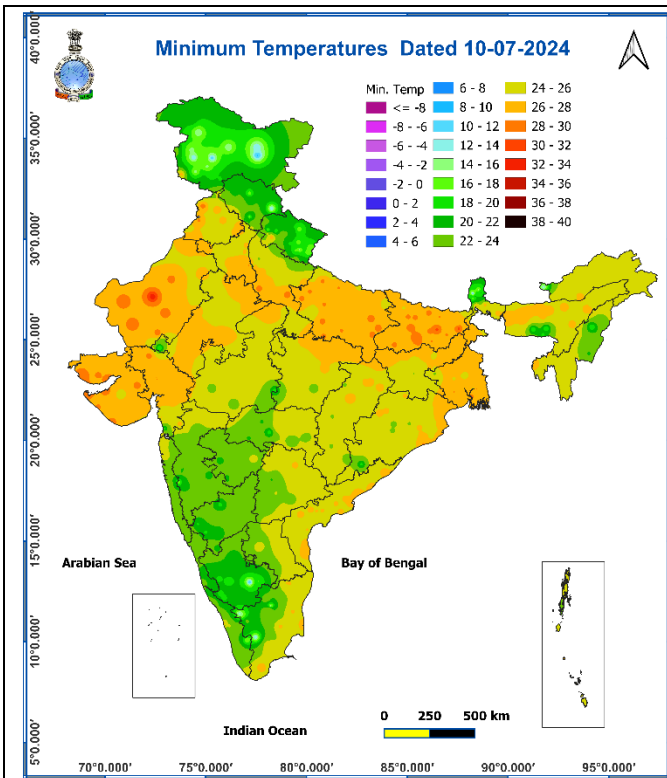 Minimum Temperatures Dated 10-07-2024
Min. Temp
<= -8
-8 - -6
-6 - -4
-4 - -2
-2 - 0
0 - 2
2 - 4
4 - 6
6 - 8
8 - 10
10 - 12
12 - 14
14 - 16
16 - 18
18 - 20
20 - 22
22 - 24
24 - 26
26 - 28
28 - 30
30 - 32
32 - 34
34 - 36
36 - 38
38 - 40
40°0.000'
35°0.000'
30°0.000'
25°0.000'
20°0.000'
15°0.000'
10°0.000'
5°0.000'
Arabian Sea
Bay of Bengal
Indian Ocean
0 250 500 km
70°0.000' 75°0.000' 80°0.000' 85°0.000' 90°0.000' 95°0.000'